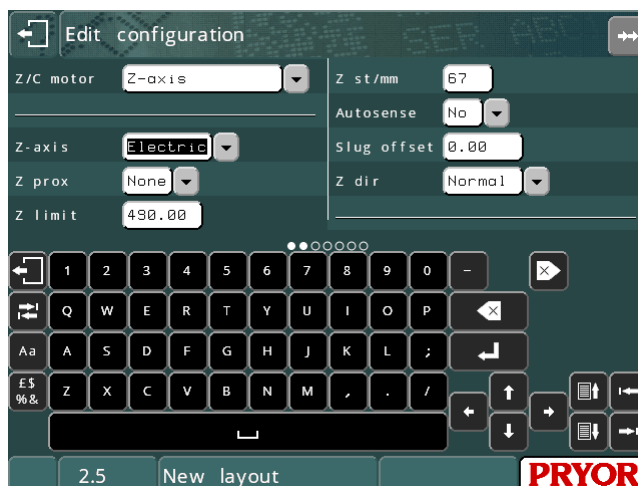 Edit configuration
Z/C motor Z-axis
Z st/mm 67
Autosense No
Z-axis Electric
Slug offset 0.00
Z prox None
Z dir Normal
Z limit 490.00
1 2 3 4 5 6 7 8 9 0 -
Q W E R T Y U I O P
Aa A S D F G H J K L ;
£$
%& Z X C V B N M , . /
2.5 New layout PRYOR